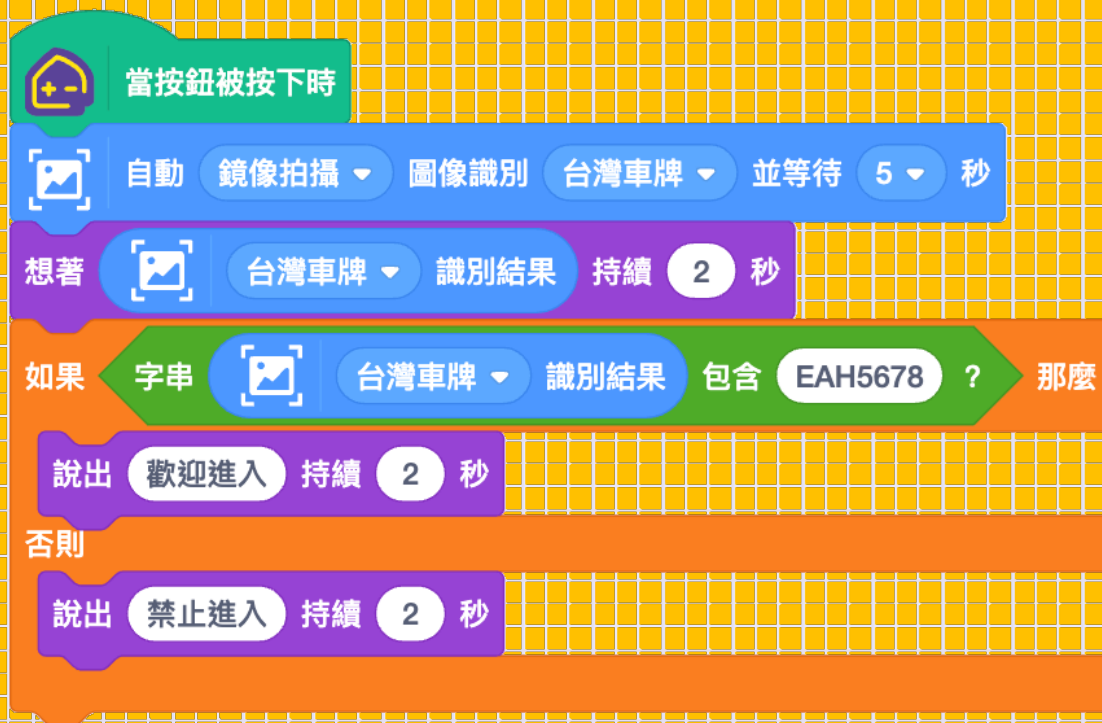 當按鈕被按下時
自動 鏡像拍攝 圖像識別 台灣車牌 並等待 5 秒
想著 台灣車牌 識別結果 持續 2 秒
如果 字串 台灣車牌 識別結果 包含 EAH5678 ? 那麼
說出 歡迎進入 持續 2 秒
否則
說出 禁止進入 持續 2 秒